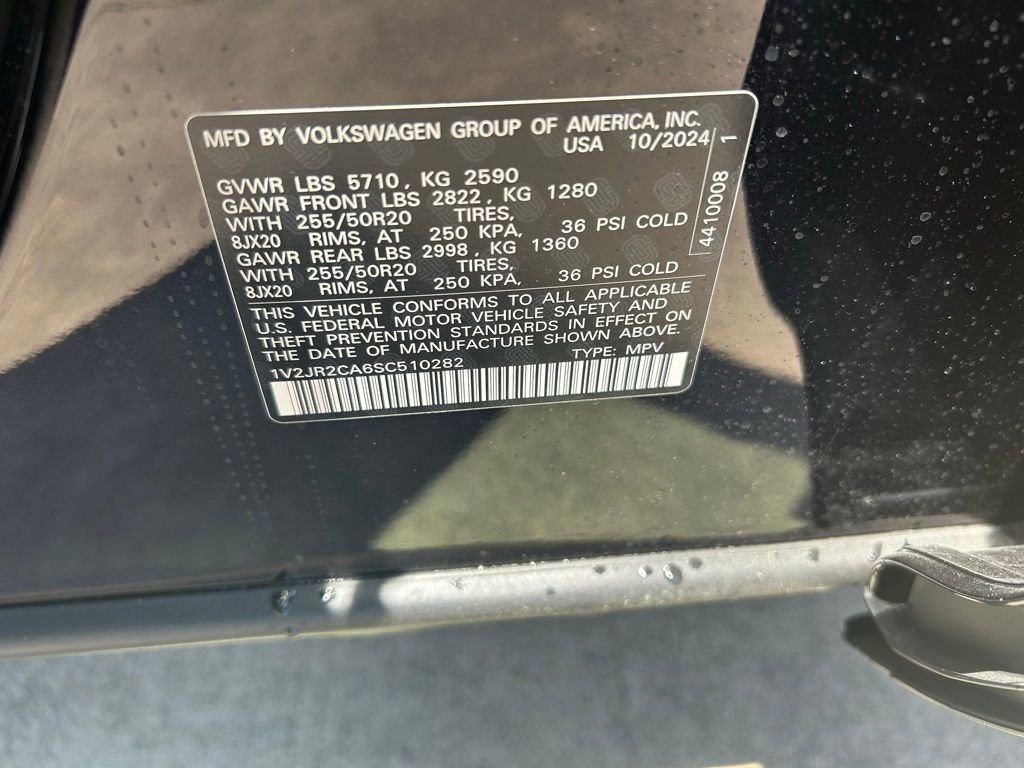 MFD BY VOLKSWAGEN GROUP OF AMERICA, INC.
USA 10/2024
GVWR LBS 5710, KG 2590
GAWR FRONT LBS 2822, KG 1280
WITH 255/50R20 TIRES,
8JX20 RIMS, AT 250 KPA, 36 PSI COLD
GAWR REAR LBS 2998, KG 1360
WITH 255/50R20 TIRES,
8JX20 RIMS, AT 250 KPA, 36 PSI COLD
4410008 1
THIS VEHICLE CONFORMS TO ALL APPLICABLE
U.S. FEDERAL MOTOR VEHICLE SAFETY AND
THEFT PREVENTION STANDARDS IN EFFECT ON
THE DATE OF MANUFACTURE SHOWN ABOVE.
1V2JR2CA6SC510282 TYPE: MPV